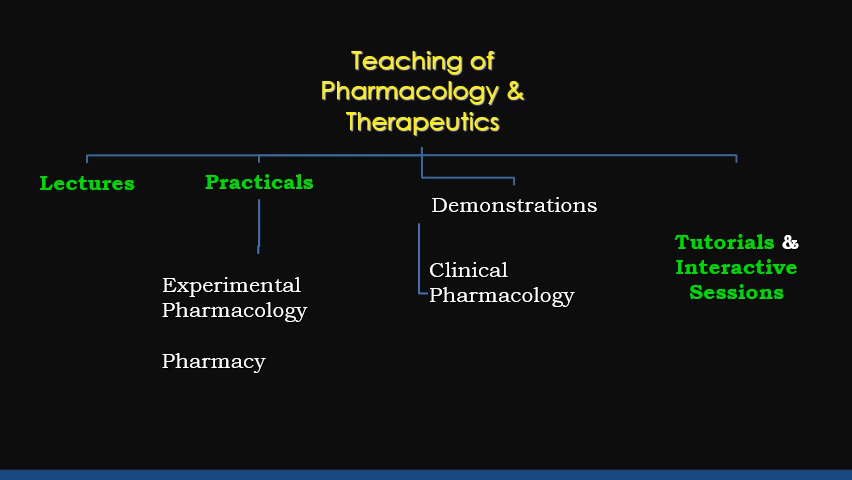 Teaching of
Pharmacology &
Therapeutics
Lectures
Practicals
Demonstrations
Tutorials &
Interactive
Sessions
Experimental
Pharmacology
Pharmacy
Clinical
Pharmacology